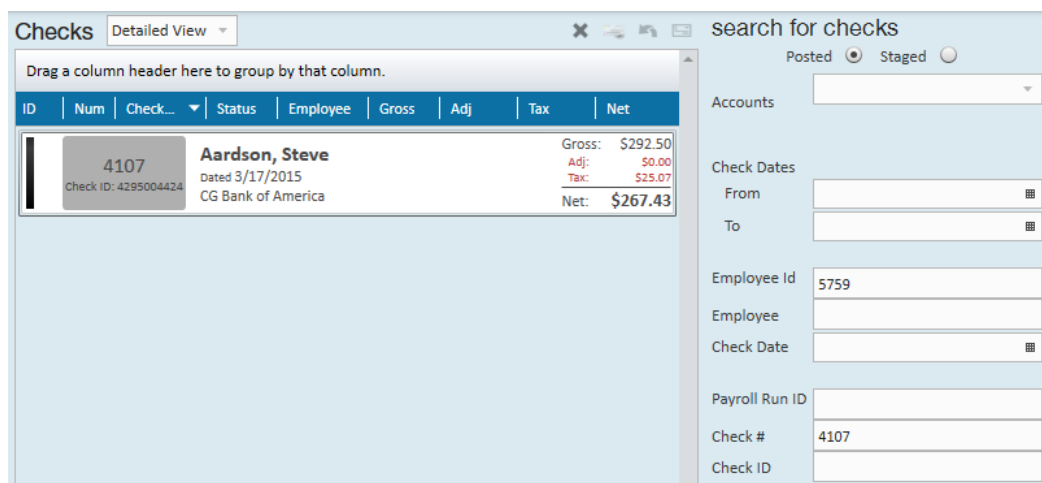 Checks
Detailed View
Drag a column header here to group by that column.
ID Num Check... Status Employee Gross Adj Tax Net
4107
Check ID: 4295004424
Aardson, Steve
Dated 3/17/2015
CG Bank of America
Gross: $292.50
Adj: $0.00
Tax: $25.07
Net: $267.43
search for checks
Posted Staged
Accounts
Check Dates
From
To
Employee Id 5759
Employee
Check Date
Payroll Run ID
Check # 4107
Check ID